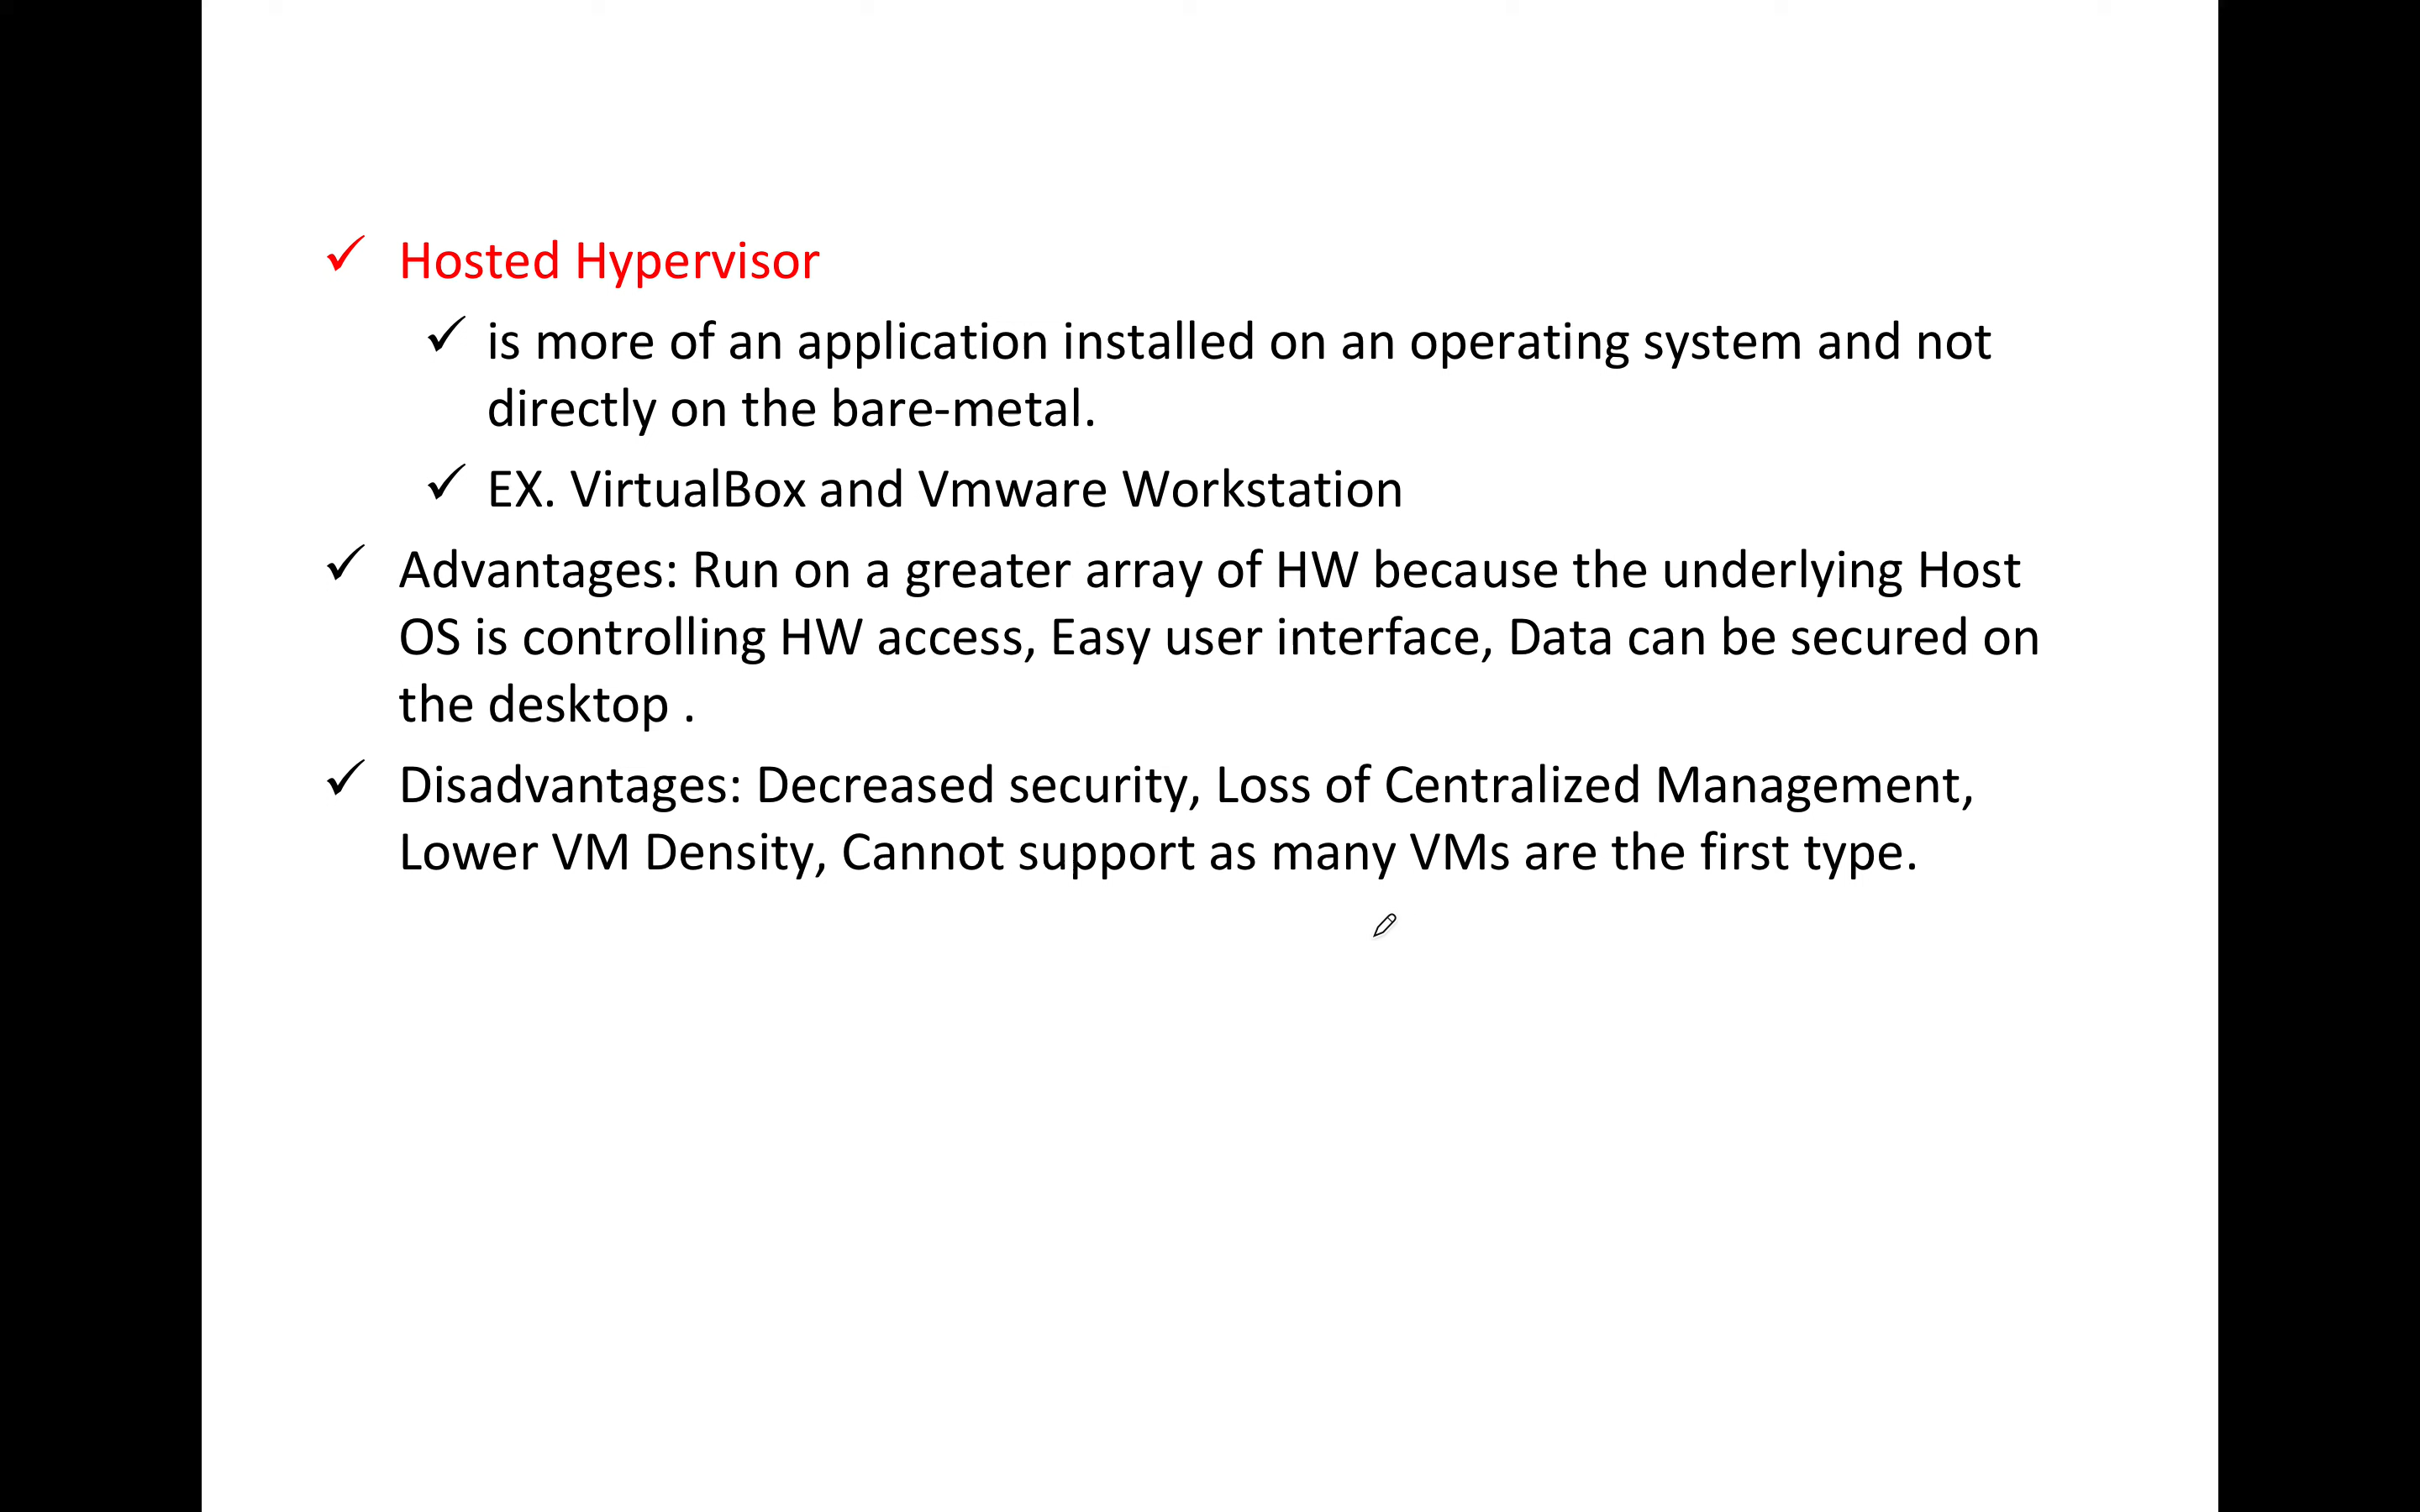 Hosted Hypervisor
is more of an application installed on an operating system and not
directly on the bare-metal.
EX. VirtualBox and Vmware Workstation
Advantages: Run on a greater array of HW because the underlying Host
OS is controlling HW access, Easy user interface, Data can be secured on
the desktop .
Disadvantages: Decreased security, Loss of Centralized Management,
Lower VM Density, Cannot support as many VMs are the first type.